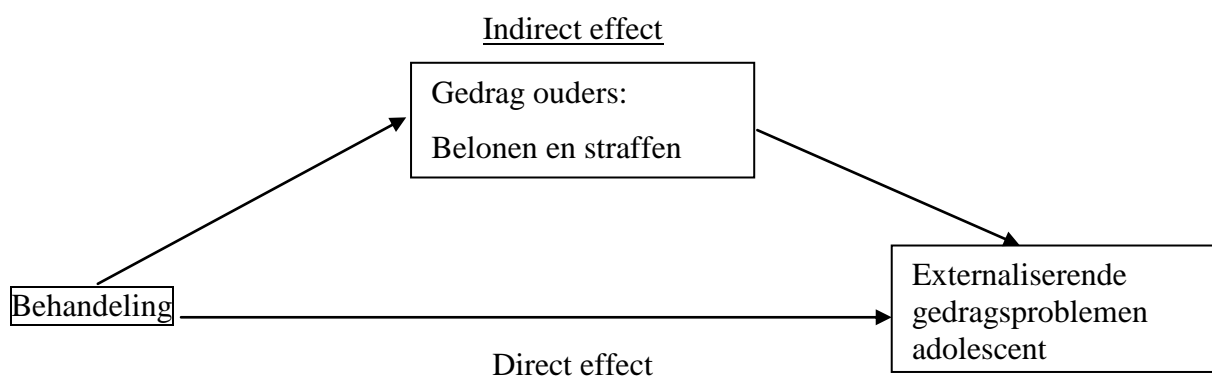 Indirect effect
Gedrag ouders:
Belonen en straffen
Behandeling
Externaliserende
gedragsproblemen
adolescent
Direct effect